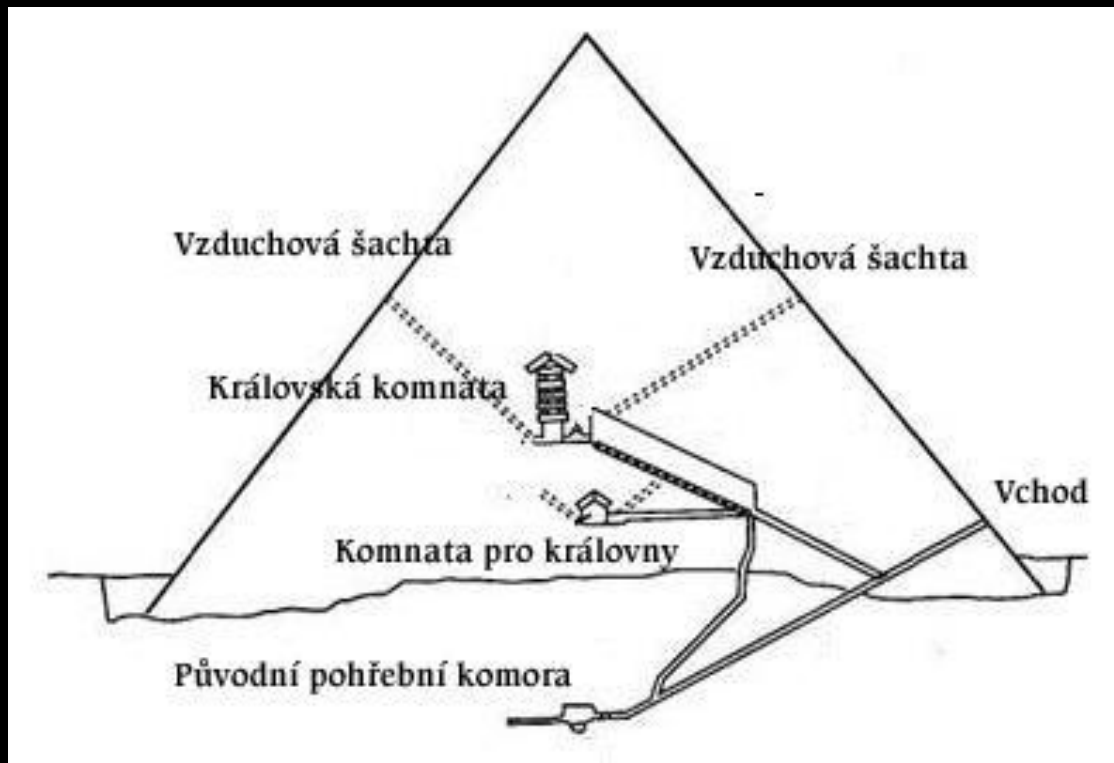 Vzduchová šachta
Vzduchová šachta
Královská komnata
Vchod
Komnata pro královny
Původní pohřební komora